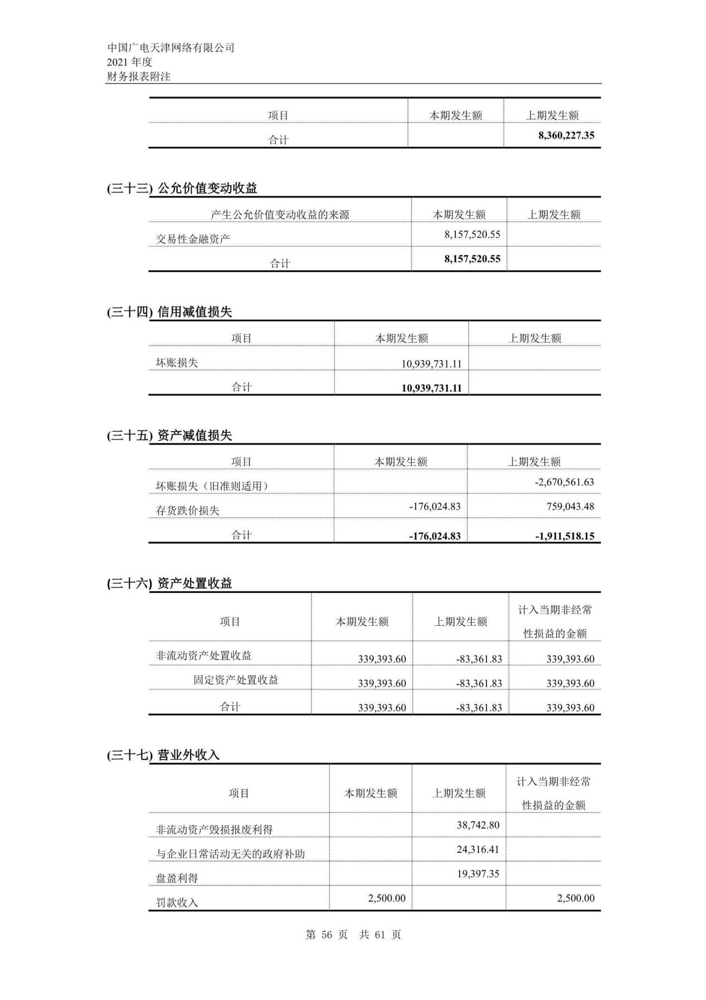 中国广电天津网络有限公司
2021 年度
财务报表附注
项目 本期发生额 上期发生额
合计 8,360,227.35
(三十三) 公允价值变动收益
产生公允价值变动收益的来源 本期发生额 上期发生额
交易性金融资产 8,157,520.55
合计 8,157,520.55
(三十四) 信用减值损失
项目 本期发生额 上期发生额
坏账损失 10,939,731.11
合计 10,939,731.11
(三十五) 资产减值损失
项目 本期发生额 上期发生额
坏账损失（旧准则适用） -2,670,561.63
存货跌价损失 -176,024.83 759,043.48
合计 -176,024.83 -1,911,518.15
(三十六) 资产处置收益
项目 本期发生额 上期发生额 计入当期非经常
性损益的金额
非流动资产处置收益 339,393.60 -83,361.83 339,393.60
固定资产处置收益 339,393.60 -83,361.83 339,393.60
合计 339,393.60 -83,361.83 339,393.60
(三十七) 营业外收入
项目 本期发生额 上期发生额 计入当期非经常
性损益的金额
非流动资产毁损报废利得 38,742.80
与企业日常活动无关的政府补助 24,316.41
盘盈利得 19,397.35
罚款收入 2,500.00 2,500.00
第 56 页 共 61 页